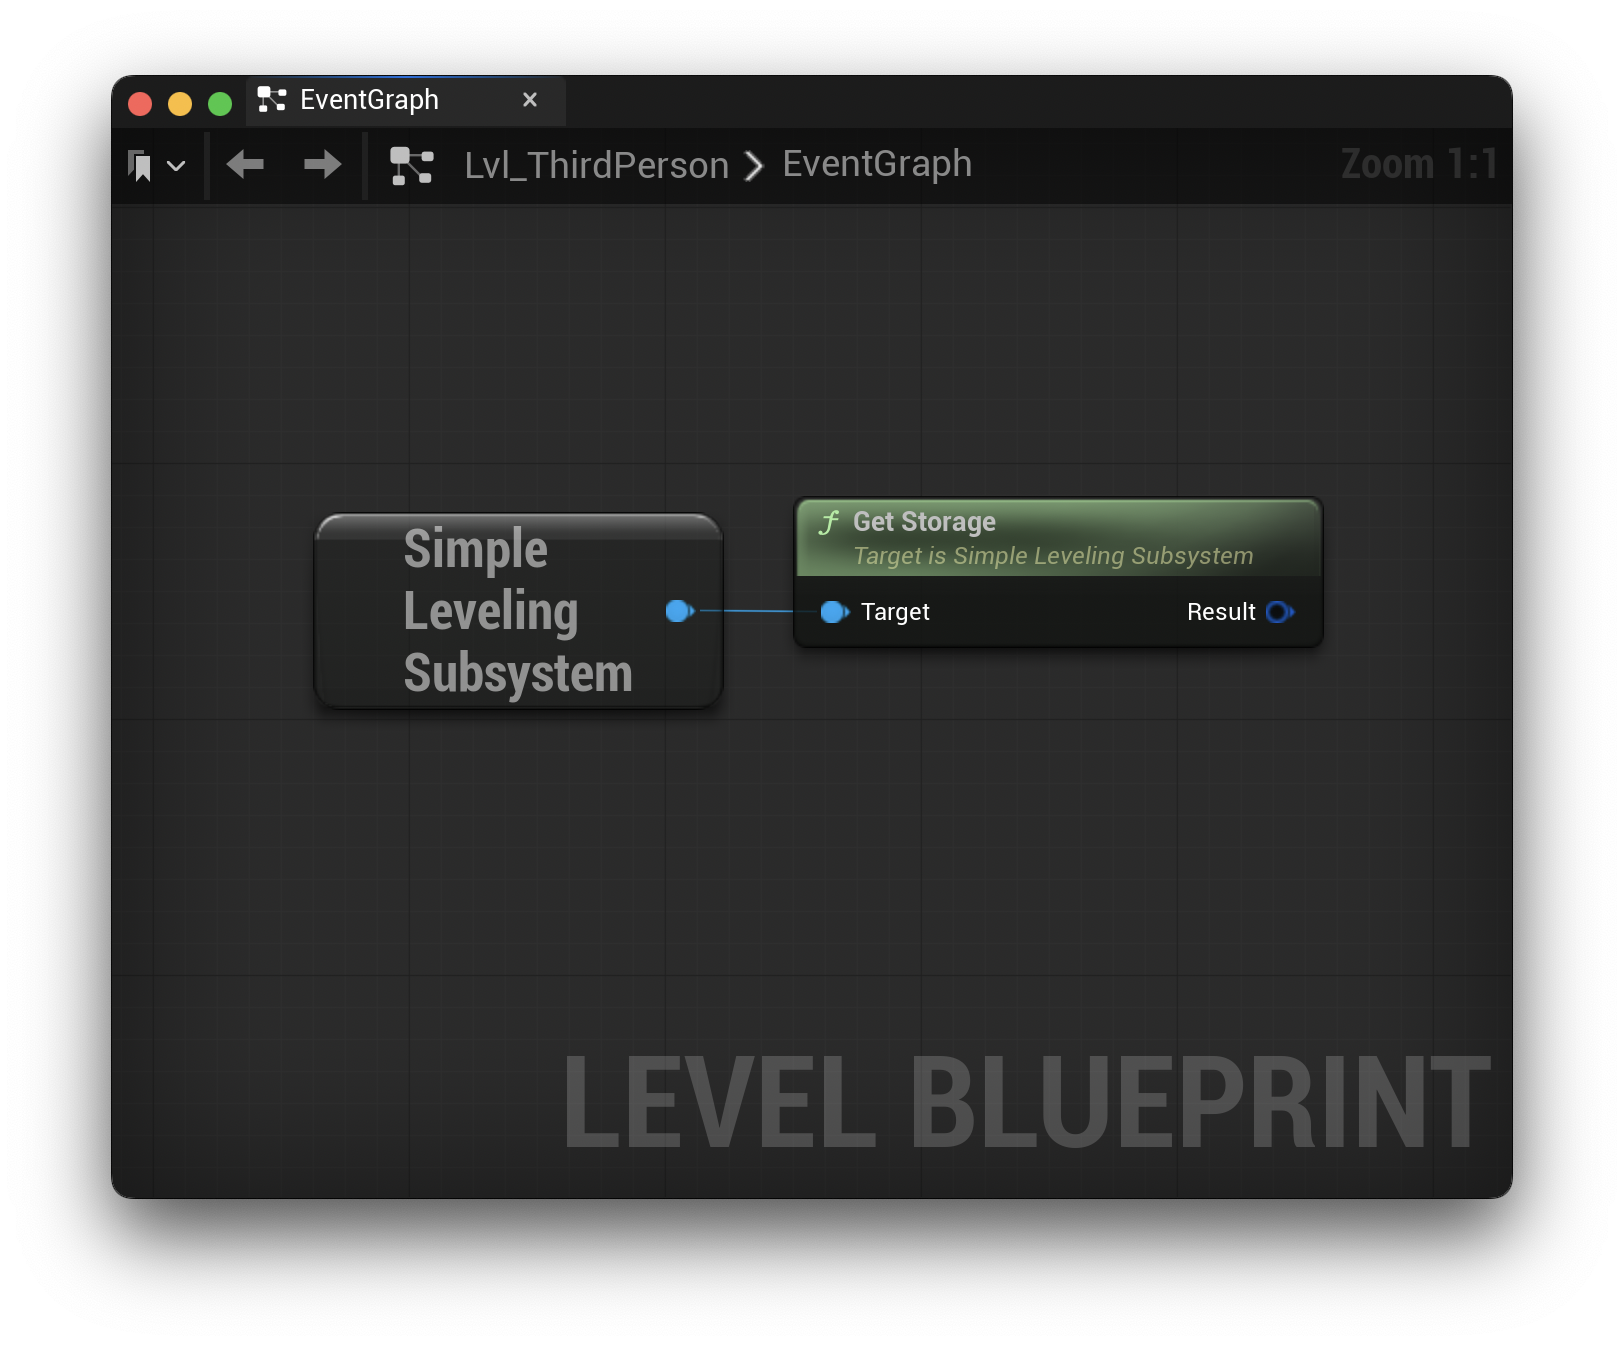 EventGraph
Lvl_ThirdPerson
EventGraph
Zoom 1:1
Simple
Leveling
Subsystem
Get Storage
Target is Simple Leveling Subsystem
Target
Result
LEVEL BLUEPRINT